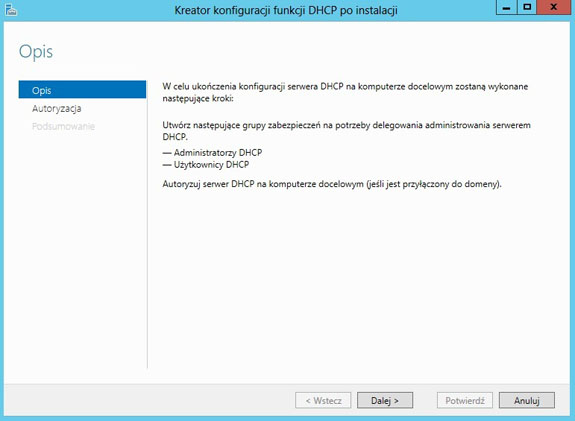 Kreator konfiguracji funkcji DHCP po instalacji
Opis
Opis
Autoryzacja
Podsumowanie
W celu ukończenia konfiguracji serwera DHCP na komputerze docelowym zostaną wykonane
następujące kroki:
Utwórz następujące grupy zabezpieczeń na potrzeby delegowania administrowania serwerem
DHCP.
— Administratorzy DHCP
— Użytkownicy DHCP
Autoryzuj serwer DHCP na komputerze docelowym (jeśli jest przyłączony do domeny).
< Wstecz
Dalej >
Potwierdź
Anuluj